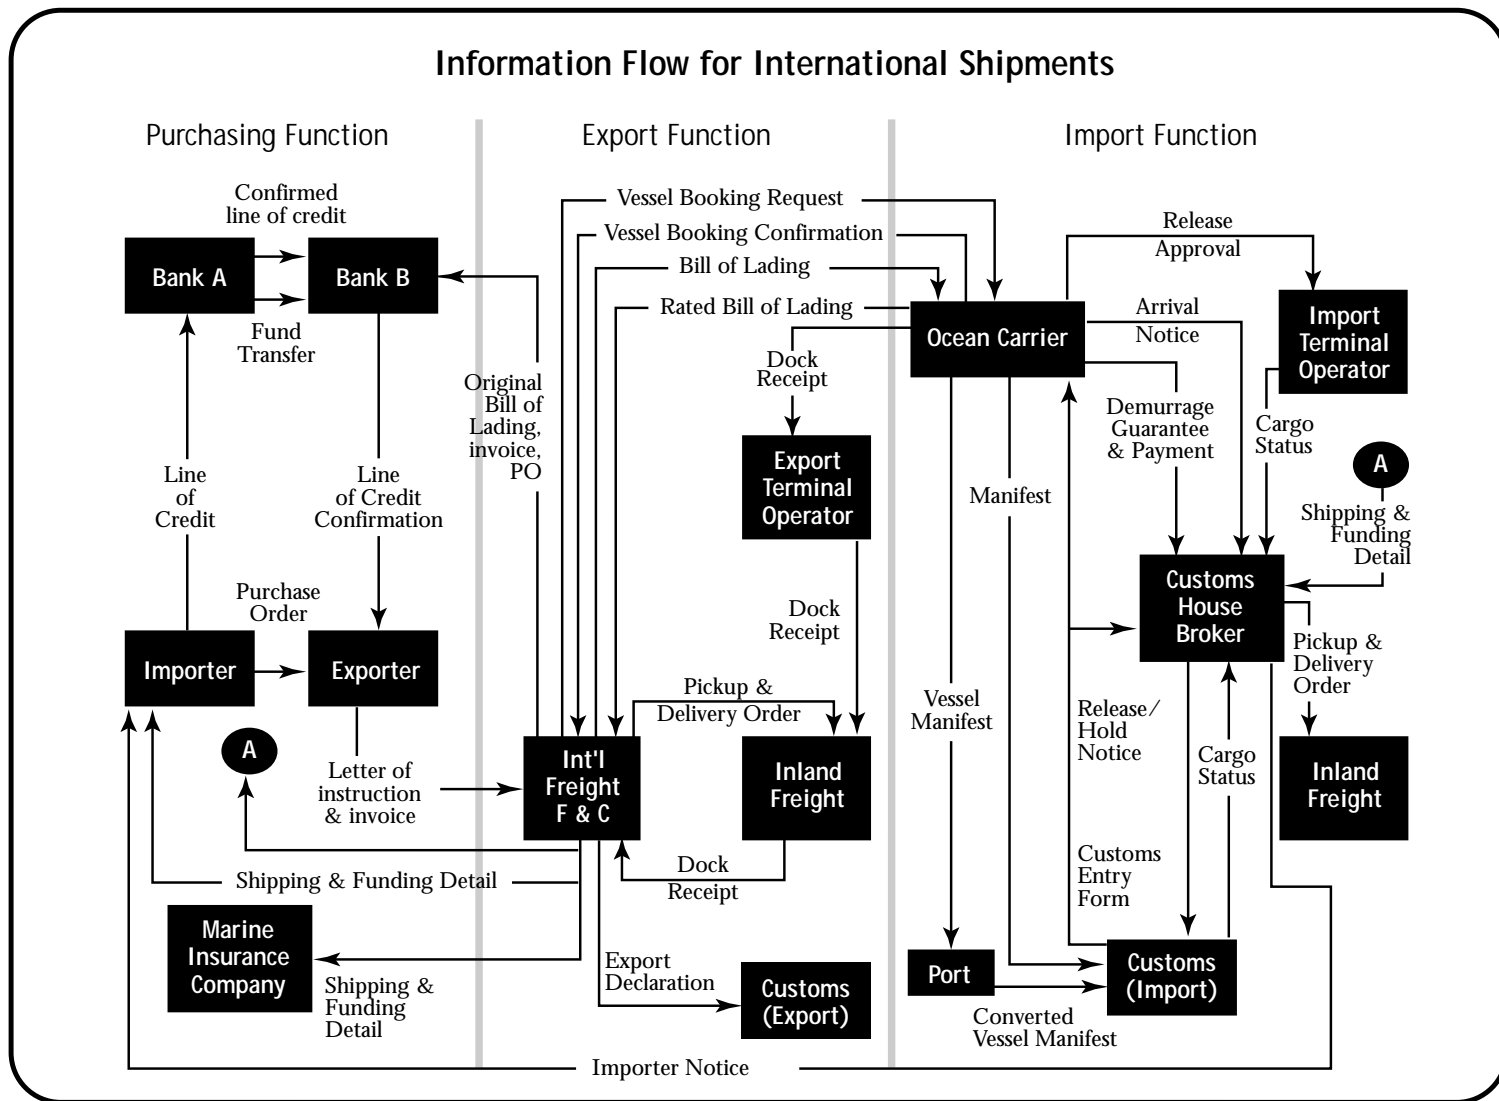 Information Flow for International Shipments
Purchasing Function
Export Function
Import Function
Confirmed
line of credit
Bank A
Bank B
Fund
Transfer
Line
of
Credit
Line
of Credit
Confirmation
Original
Bill of
Lading,
invoice,
PO
Purchase
Order
Importer
Exporter
A
Letter of
instruction
& invoice
Shipping & Funding Detail
Marine
Insurance
Company
Shipping &
Funding
Detail
Vessel Booking Request
Vessel Booking Confirmation
Bill of Lading
Rated Bill of Lading
Dock
Receipt
Export
Terminal
Operator
Dock
Receipt
Pickup &
Delivery Order
Int'l
Freight
F & C
Inland
Freight
Dock
Receipt
Export
Declaration
Customs
(Export)
Ocean Carrier
Release
Approval
Arrival
Notice
Import
Terminal
Operator
Demurrage
Guarantee
& Payment
Cargo
Status
A
Shipping &
Funding
Detail
Manifest
Customs
House
Broker
Pickup &
Delivery
Order
Vessel
Manifest
Release/
Hold
Notice
Cargo
Status
Inland
Freight
Customs
Entry
Form
Port
Customs
(Import)
Converted
Vessel Manifest
Importer Notice